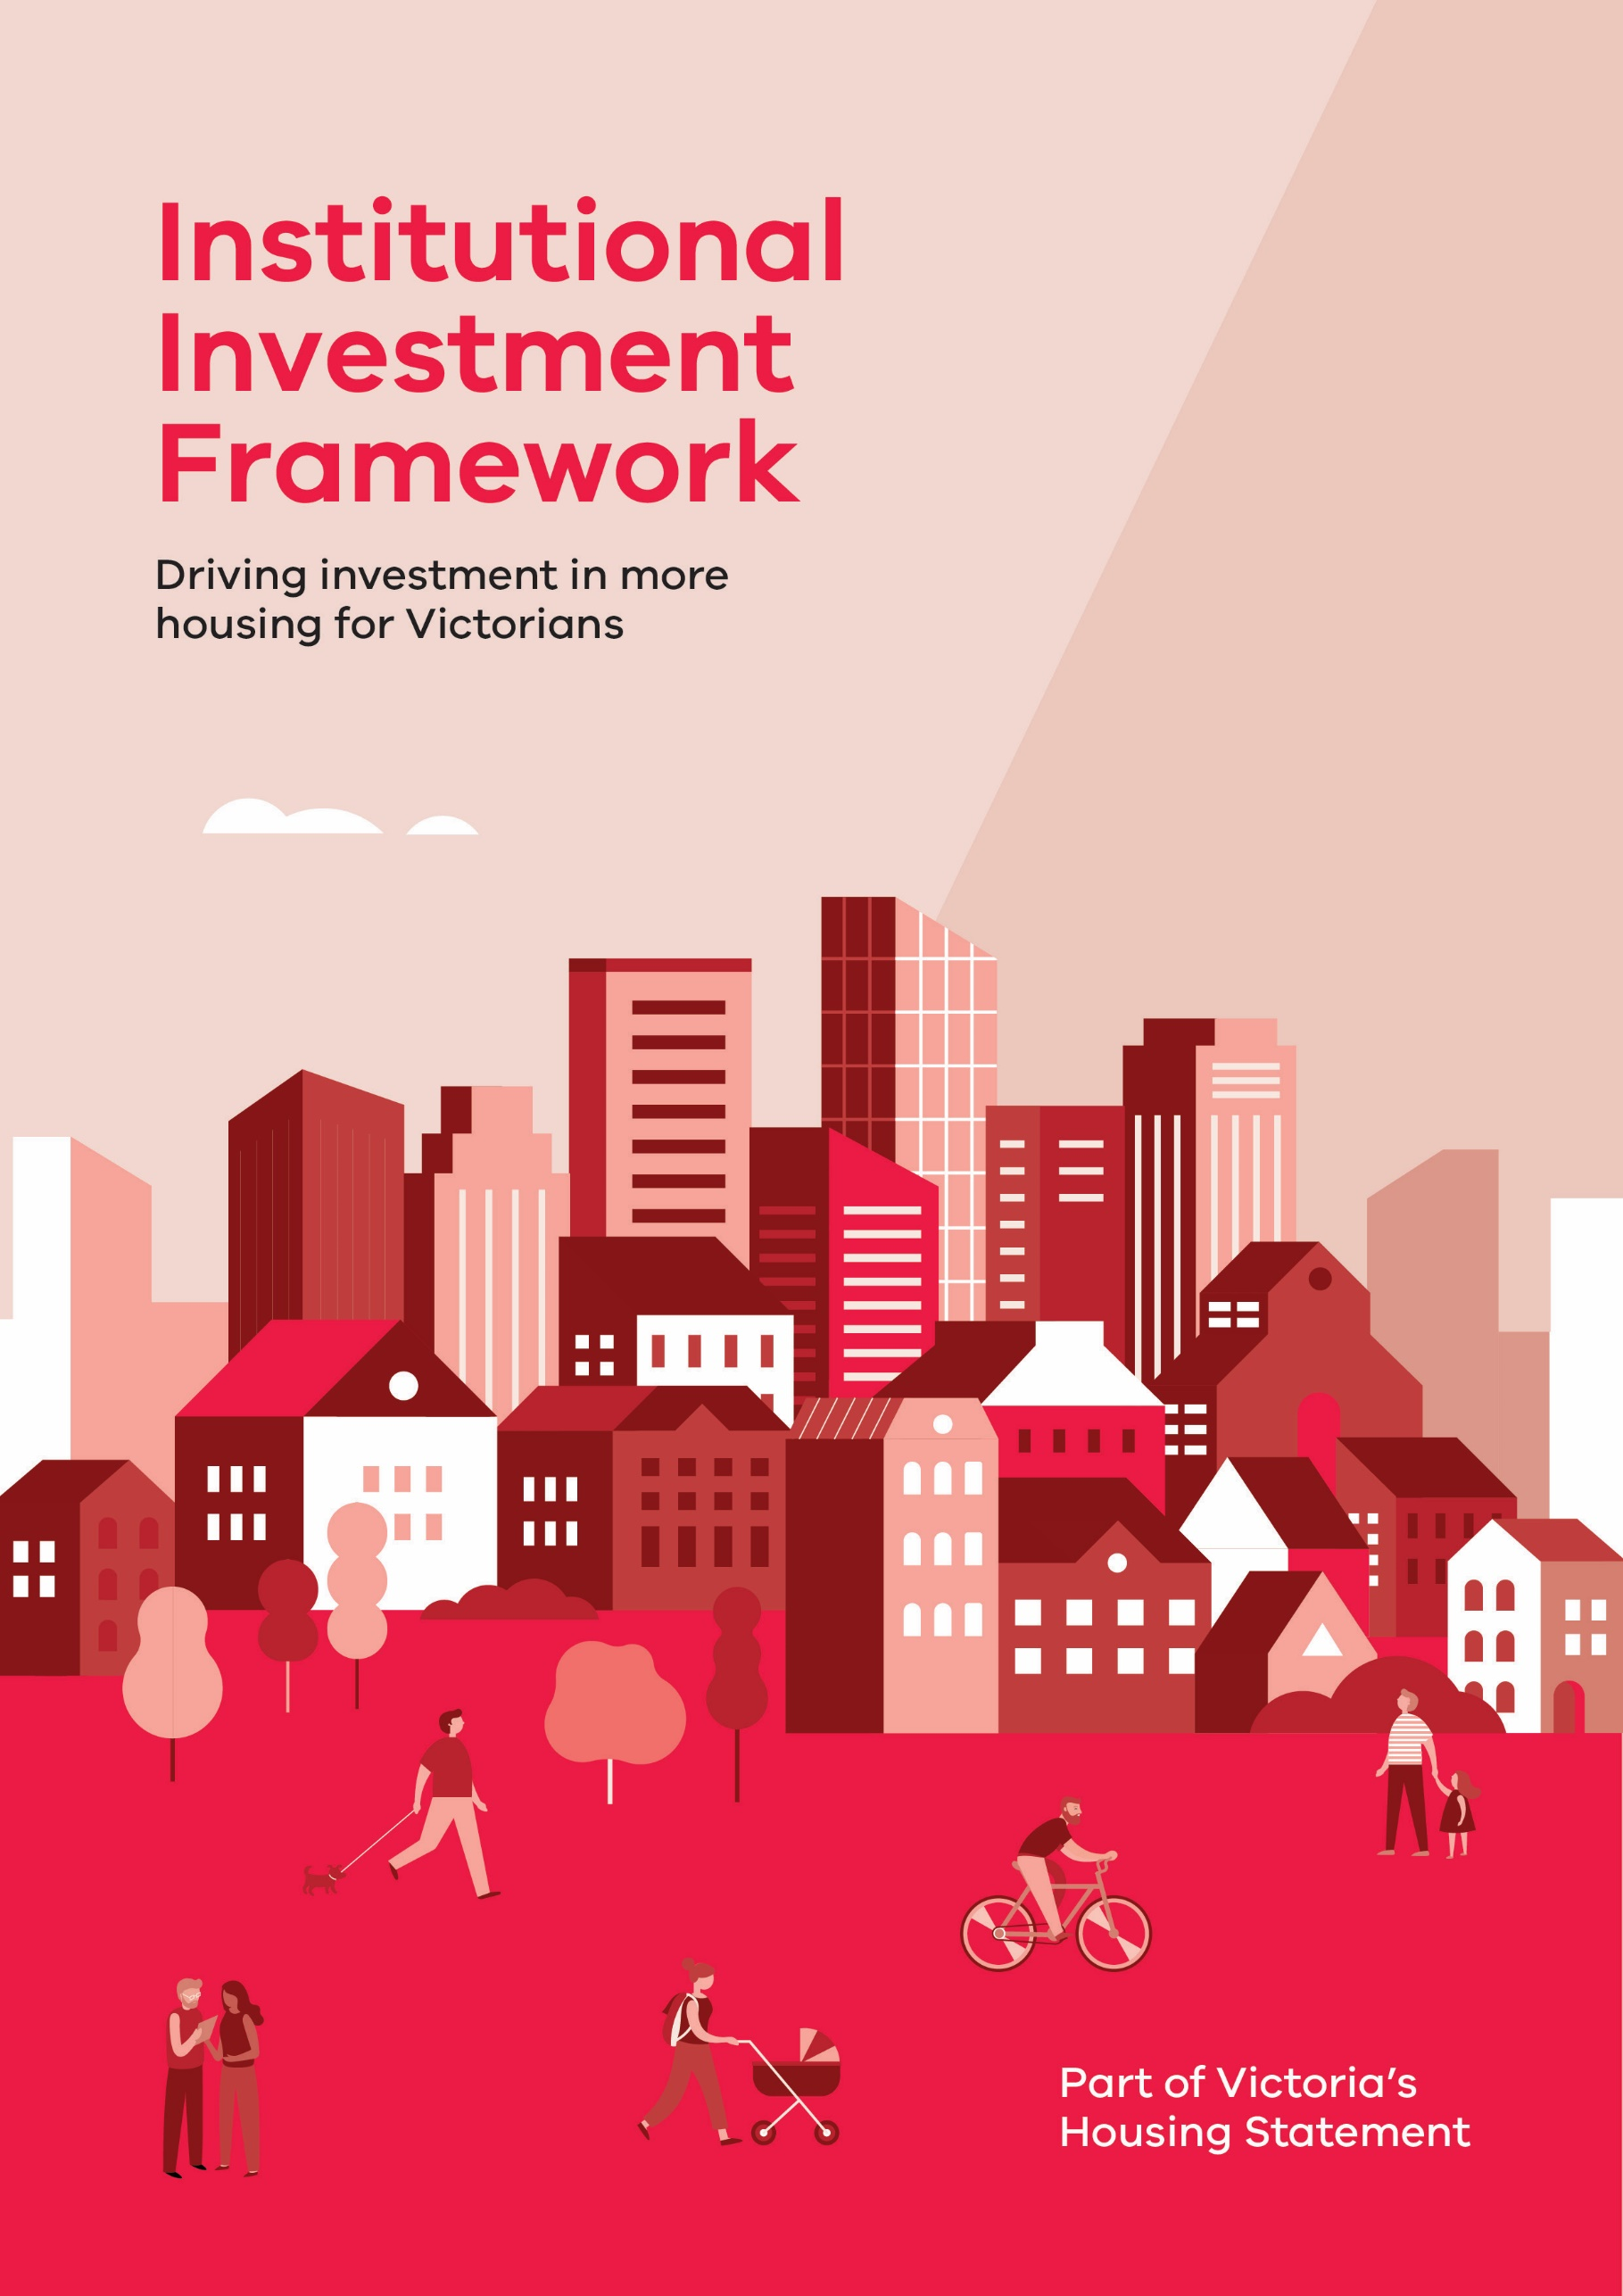 Institutional
Investment
Framework
Driving investment in more
housing for Victorians
Part of Victoria’s
Housing Statement